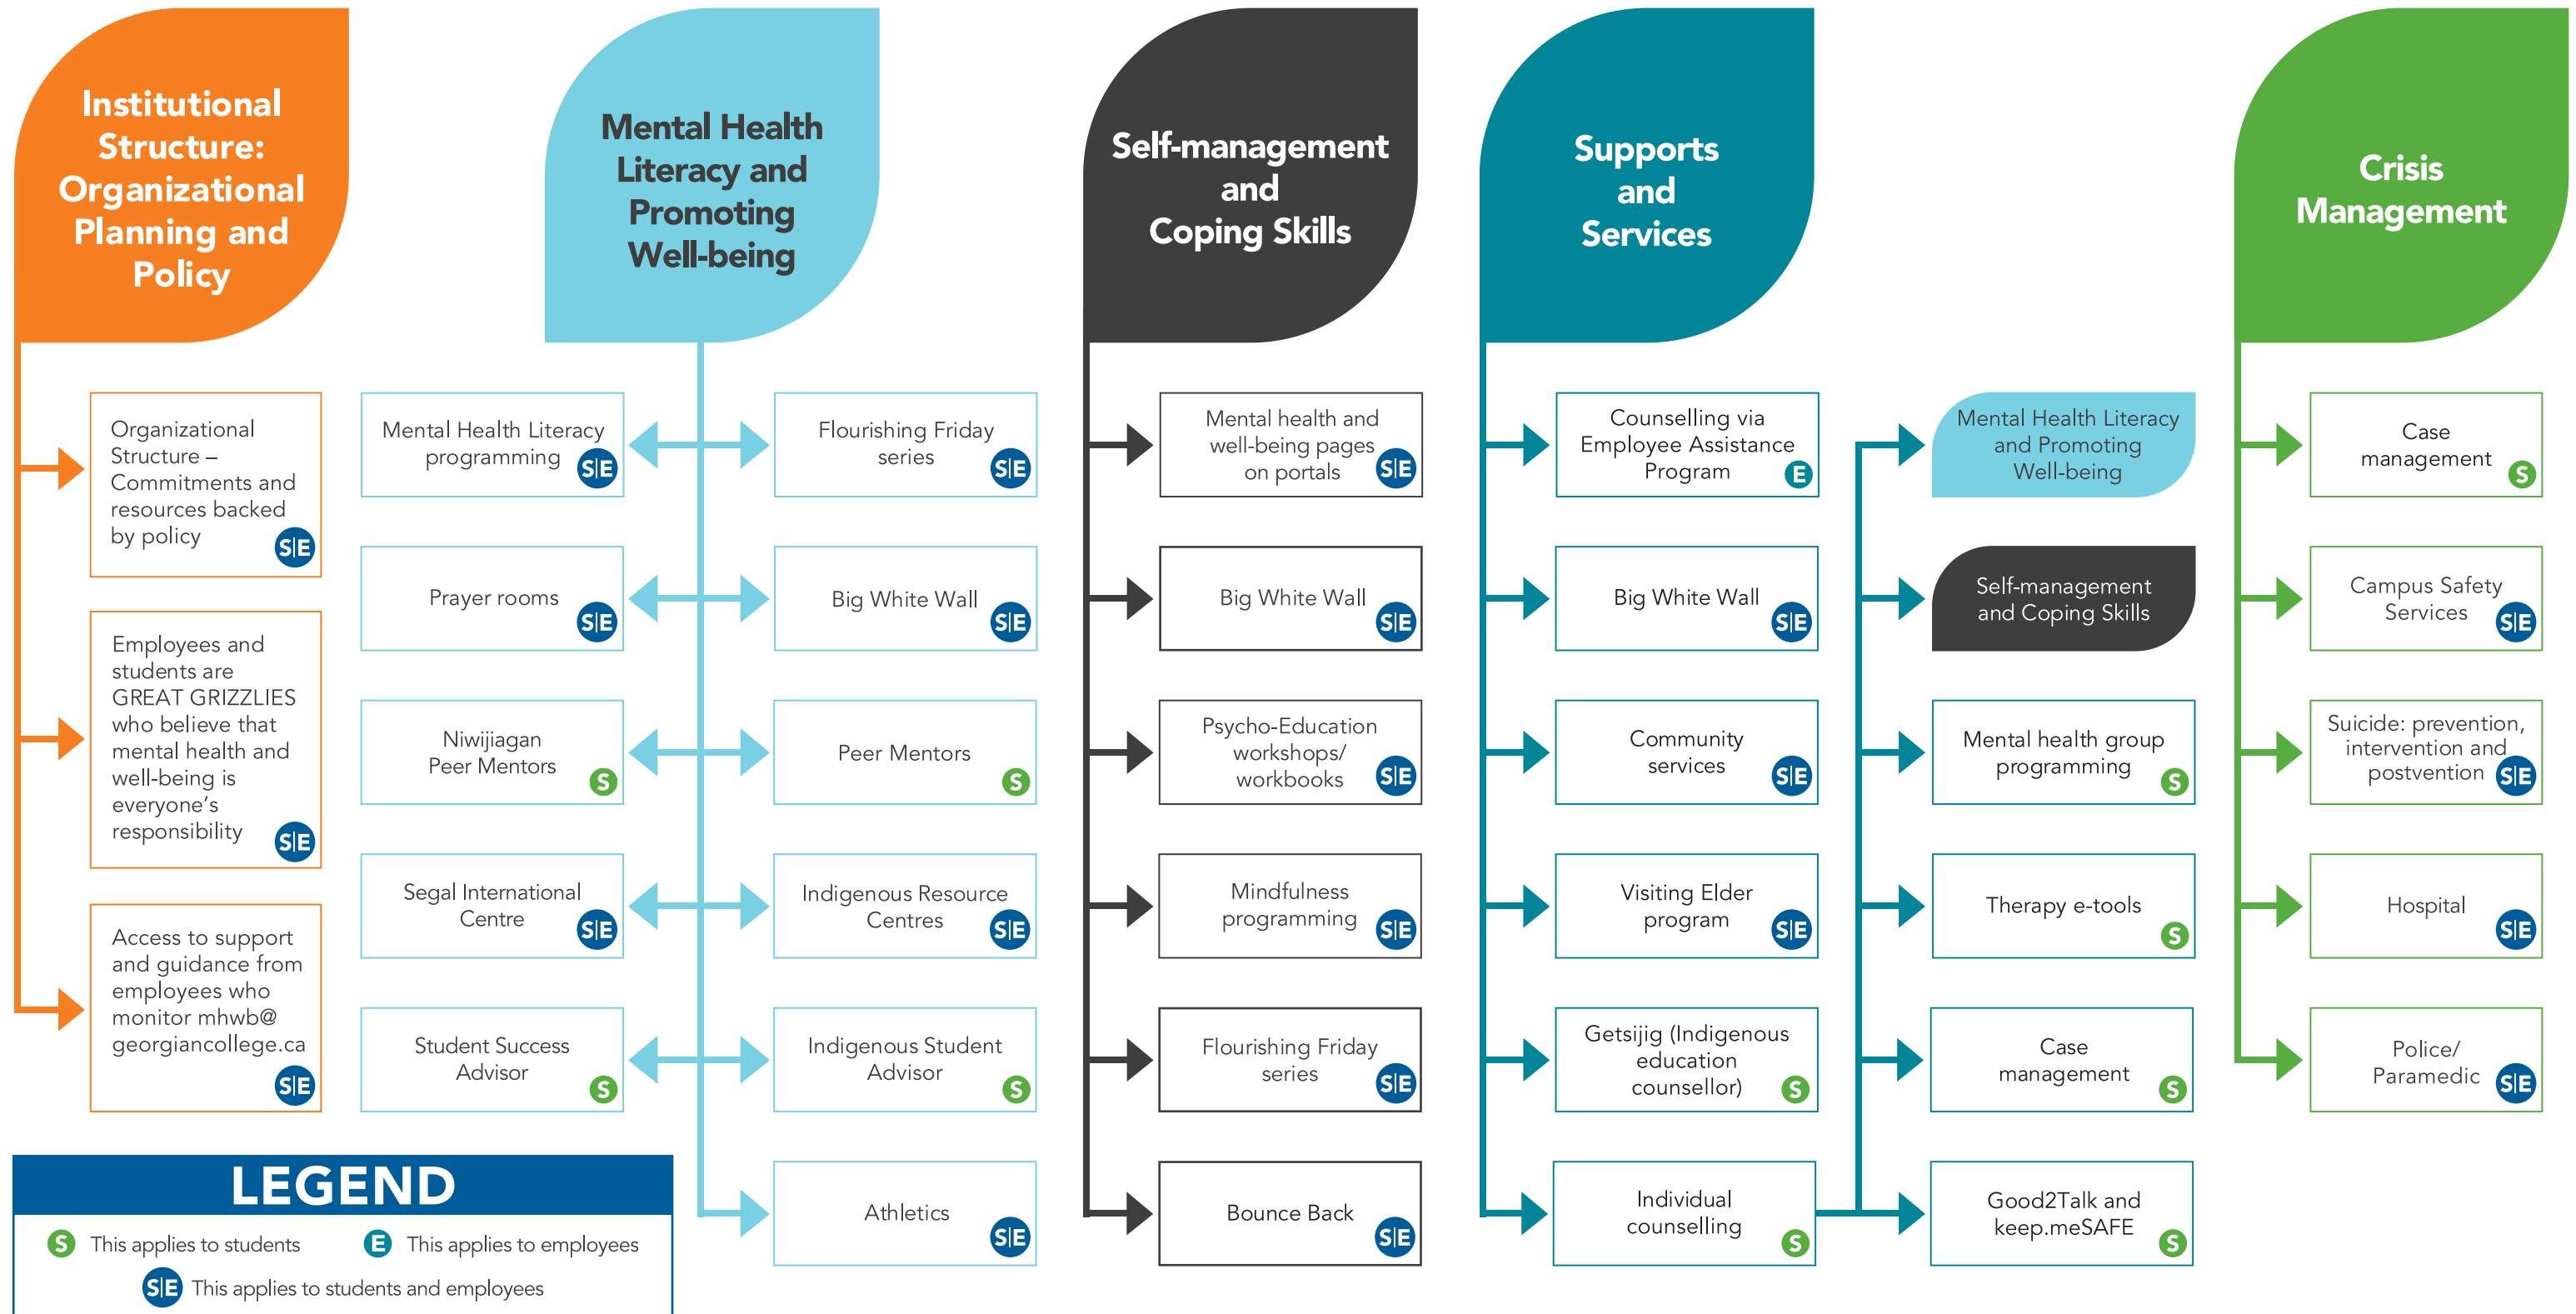 Institutional
Structure:
Organizational
Planning and
Policy
Organizational
Structure –
Commitments and
resources backed
by policy
S|E
Employees and
students are
GREAT GRIZZLIES
who believe that
mental health and
well-being is
everyone's
responsibility
S|E
Access to support
and guidance from
employees who
monitor mhwb@
georgiancollege.ca
S|E
Mental Health
Literacy and
Promoting
Well-being
Mental Health Literacy
programming
S|E
Flourishing Friday
series
S|E
Prayer rooms
S|E
Big White Wall
S|E
Niwijiagan
Peer Mentors
S
Peer Mentors
S
Segal International
Centre
S|E
Indigenous Resource
Centres
S|E
Student Success
Advisor
S
Indigenous Student
Advisor
S
Athletics
S|E
Self-management
and
Coping Skills
Mental health and
well-being pages
on portals
S|E
Big White Wall
S|E
Psycho-Education
workshops/
workbooks
S|E
Mindfulness
programming
S|E
Flourishing Friday
series
S|E
Bounce Back
S|E
Supports
and
Services
Counselling via
Employee Assistance
Program
E
Big White Wall
S|E
Community
services
S|E
Visiting Elder
program
S|E
Getsijig (Indigenous
education
counsellor)
S
Individual
counselling
S
Mental Health Literacy
and Promoting
Well-being
Self-management
and Coping Skills
Mental health group
programming
S
Therapy e-tools
S
Case
management
S
Good2Talk and
keep.meSAFE
S
Crisis
Management
Case
management
S
Campus Safety
Services
S|E
Suicide: prevention,
intervention and
postvention
S|E
Hospital
S|E
Police/
Paramedic
S|E
LEGEND
S This applies to students
E This applies to employees
S|E This applies to students and employees